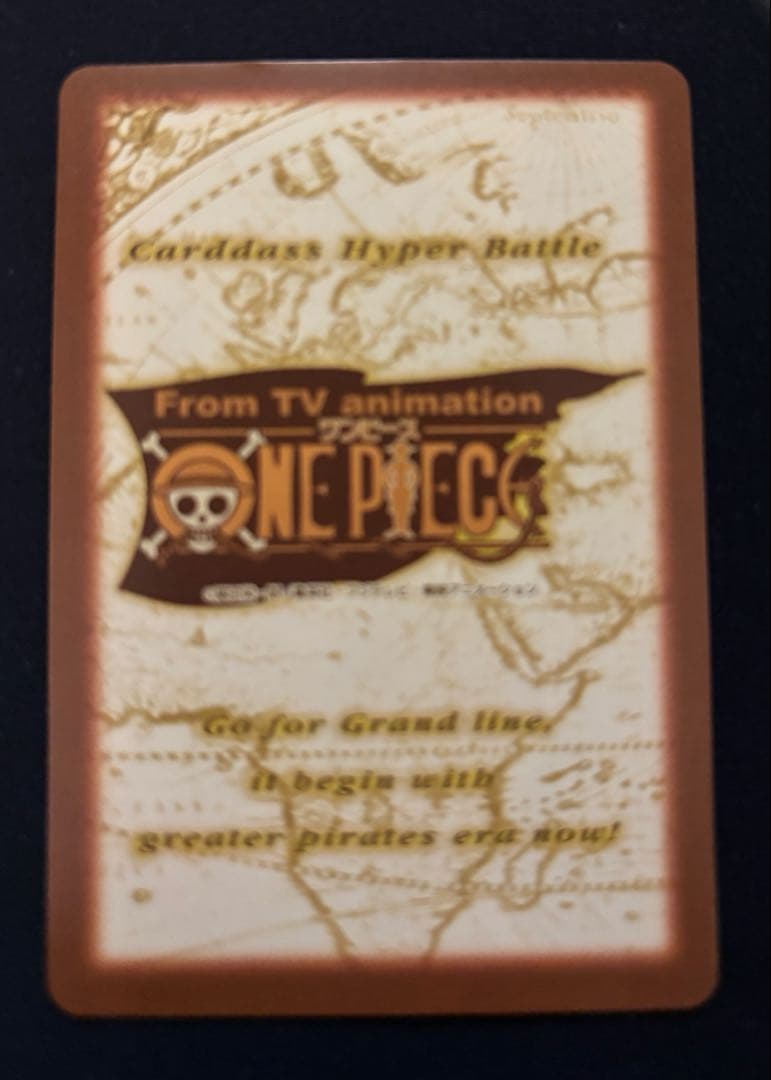 Carddass Hyper Battle
From TV animation
ワンピース
ONE PIECE
Go for Grand line,
it begin with
greater pirates era now!